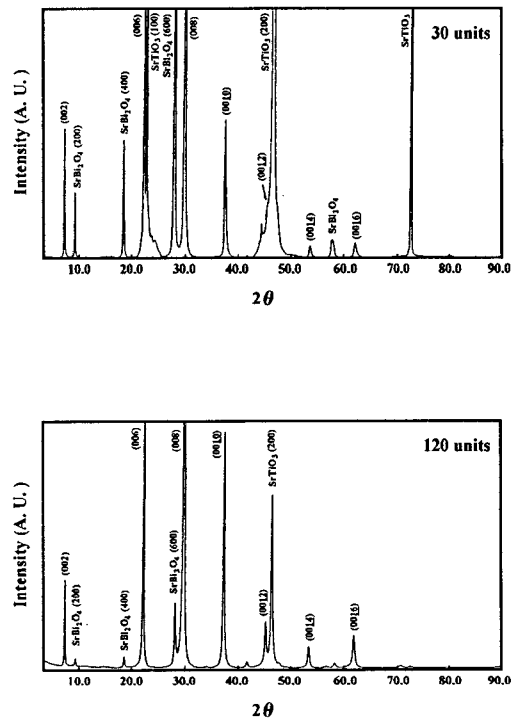 30 units
Intensity (A. U.)
(002)
SrBi₂O₄ (200)
SrBi₂O₄ (400)
(006)
SrTiO₃ (100)
SrBi₂O₄ (600)
(008)
(0010)
(0012)
SrTiO₃ (200)
(0014)
SrBi₂O₄
(0016)
SrTiO₃
10.0 20.0 30.0 40.0 50.0 60.0 70.0 80.0 90.0
2θ
120 units
Intensity (A. U.)
(002)
SrBi₂O₄ (200)
SrBi₂O₄ (400)
(006)
SrBi₂O₄ (600)
(008)
(0010)
(0012)
SrTiO₃ (200)
(0014)
(0016)
10.0 20.0 30.0 40.0 50.0 60.0 70.0 80.0 90.0
2θ